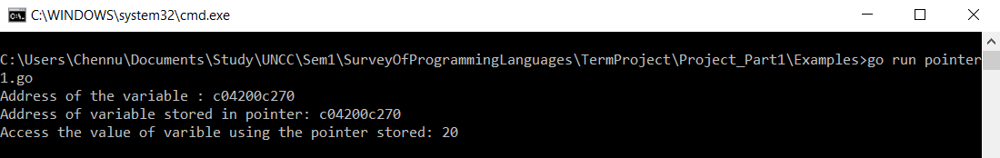 C:\WINDOWS\system32\cmd.exe
C:\Users\Chennu\Documents\Study\UNCC\Sem1\SurveyOfProgrammingLanguages\TermProject\Project_Part1\Examples>go run pointer
1.go
Address of the variable : c04200c270
Address of variable stored in pointer: c04200c270
Access the value of varible using the pointer stored: 20